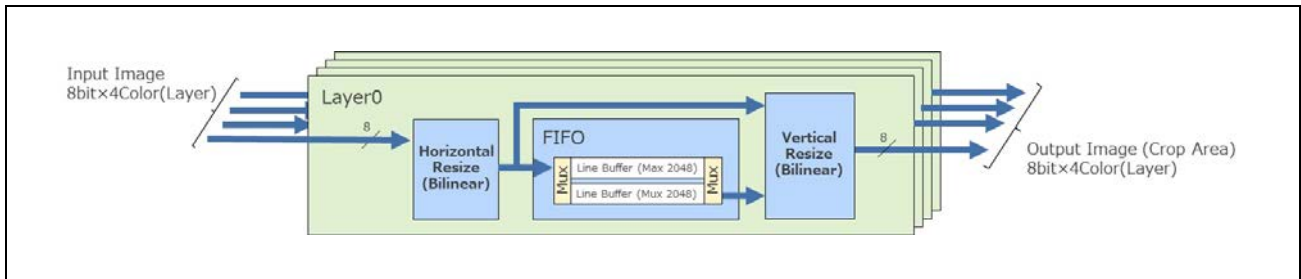 Input Image
8bit×4Color(Layer)
Layer0
8
Horizontal
Resize
(Bilinear)
FIFO
Mux
Line Buffer (Max 2048)
Line Buffer (Mux 2048)
Mux
Vertical
Resize
(Bilinear)
8
Output Image (Crop Area)
8bit×4Color(Layer)